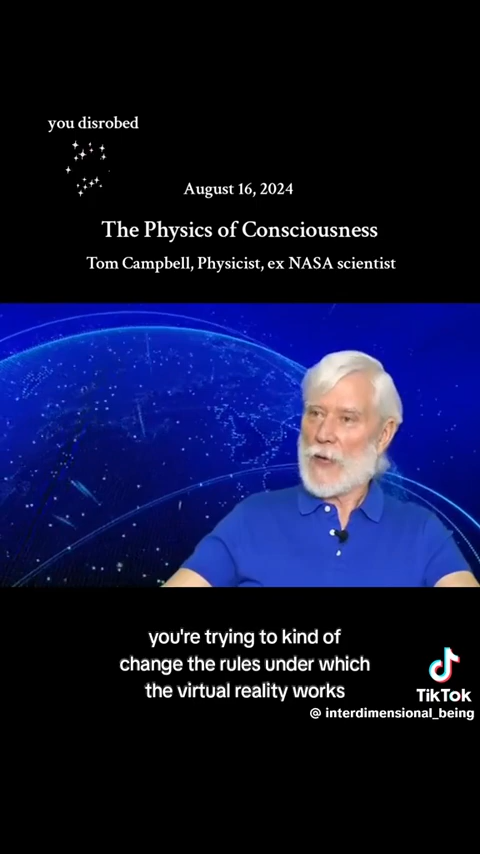 you disrobed
August 16, 2024
The Physics of Consciousness
Tom Campbell, Physicist, ex NASA scientist
you're trying to kind of
change the rules under which
the virtual reality works
TikTok
@ interdimensional_being